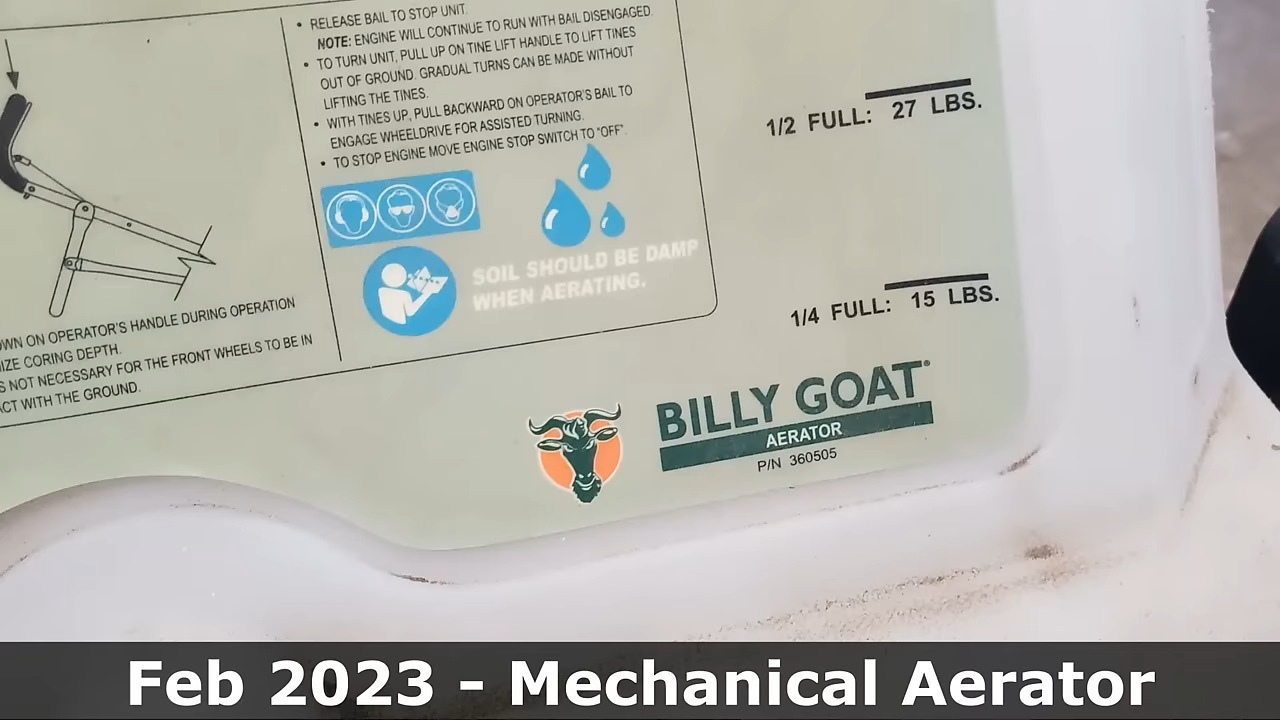 • RELEASE BAIL TO STOP UNIT.
NOTE: ENGINE WILL CONTINUE TO RUN WITH BAIL DISENGAGED.
• TO TURN UNIT, PULL UP ON TINE LIFT HANDLE TO LIFT TINES
OUT OF GROUND. GRADUAL TURNS CAN BE MADE WITHOUT
LIFTING THE TINES.
• WITH TINES UP, PULL BACKWARD ON OPERATOR'S BAIL TO
ENGAGE WHEELDRIVE FOR ASSISTED TURNING.
• TO STOP ENGINE MOVE ENGINE STOP SWITCH TO "OFF".
SOIL SHOULD BE DAMP
WHEN AERATING.
OWN ON OPERATOR'S HANDLE DURING OPERATION
IZE CORING DEPTH.
S NOT NECESSARY FOR THE FRONT WHEELS TO BE IN
ACT WITH THE GROUND.
1/2 FULL: 27 LBS.
1/4 FULL: 15 LBS.
BILLY GOAT®
AERATOR
P/N 360505
Feb 2023 - Mechanical Aerator